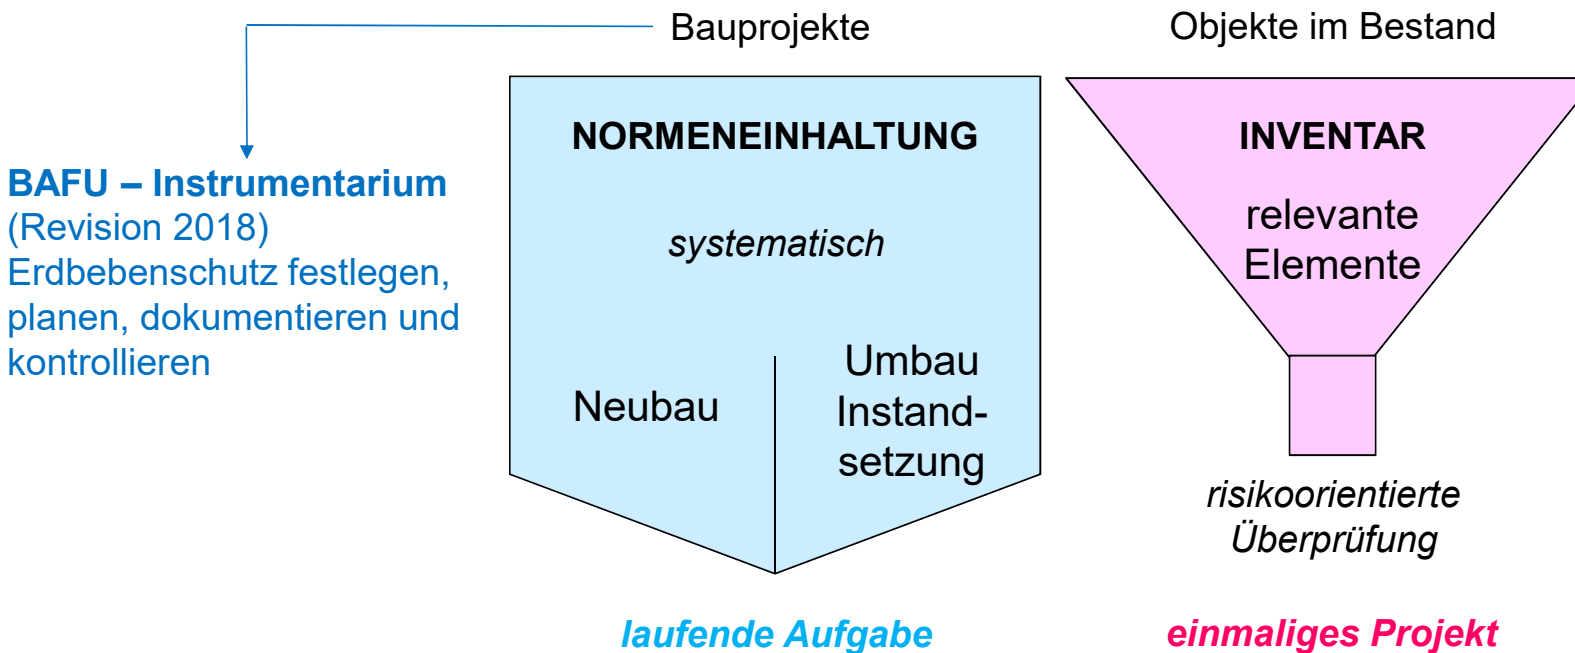 Bauprojekte
Objekte im Bestand
BAFU – Instrumentarium
(Revision 2018)
Erdbebenschutz festlegen,
planen, dokumentieren und
kontrollieren
NORMENEINHALTUNG
systematisch
Neubau
Umbau
Instand-
setzung
laufende Aufgabe
INVENTAR
relevante
Elemente
risikoorientierte
Überprüfung
einmaliges Projekt